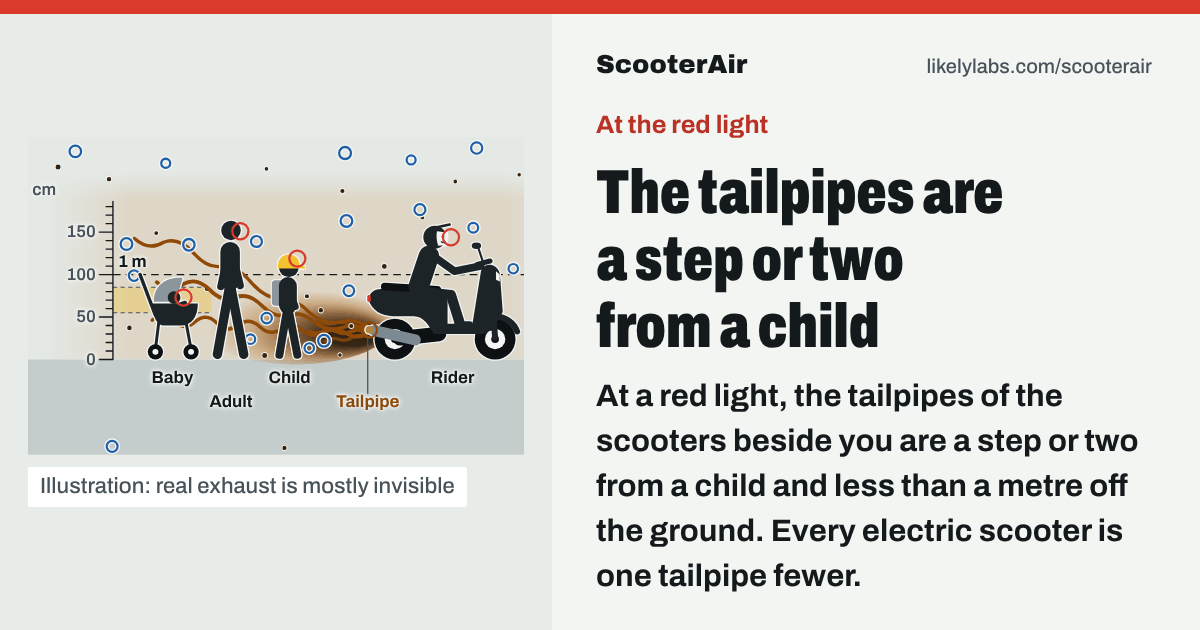 cm
150
1 m
100
50
0
Baby
Child
Rider
Adult
Tailpipe
Illustration: real exhaust is mostly invisible
ScooterAir
likelylabs.com/scooterair
At the red light
The tailpipes are
a step or two
from a child
At a red light, the tailpipes of the
scooters beside you are a step or two
from a child and less than a metre off
the ground. Every electric scooter is
one tailpipe fewer.